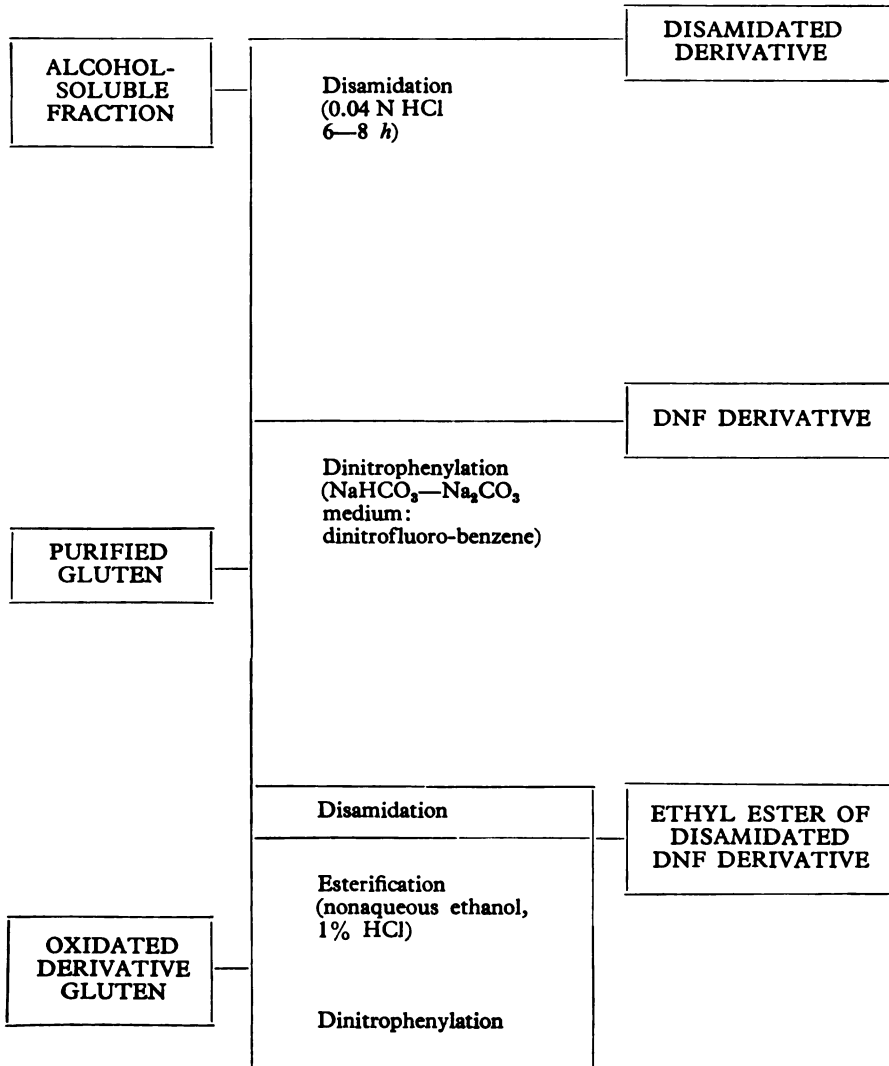 DISAMIDATED
DERIVATIVE
ALCOHOL-
SOLUBLE
FRACTION
Disamidation
(0.04 N HCl
6—8 h)
DNF DERIVATIVE
Dinitrophenylation
(NaHCO₃—Na₂CO₃
medium:
dinitrofluoro-benzene)
PURIFIED
GLUTEN
Disamidation
ETHYL ESTER OF
DISAMIDATED
DNF DERIVATIVE
Esterification
(nonaqueous ethanol,
1% HCl)
OXIDATED
DERIVATIVE
GLUTEN
Dinitrophenylation